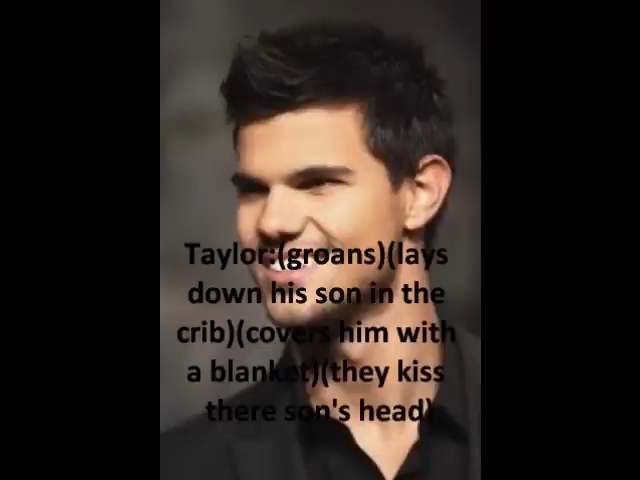 Taylor:(groans)(lays
down his son in the
crib)(covers him with
a blanket)(they kiss
there son's head)